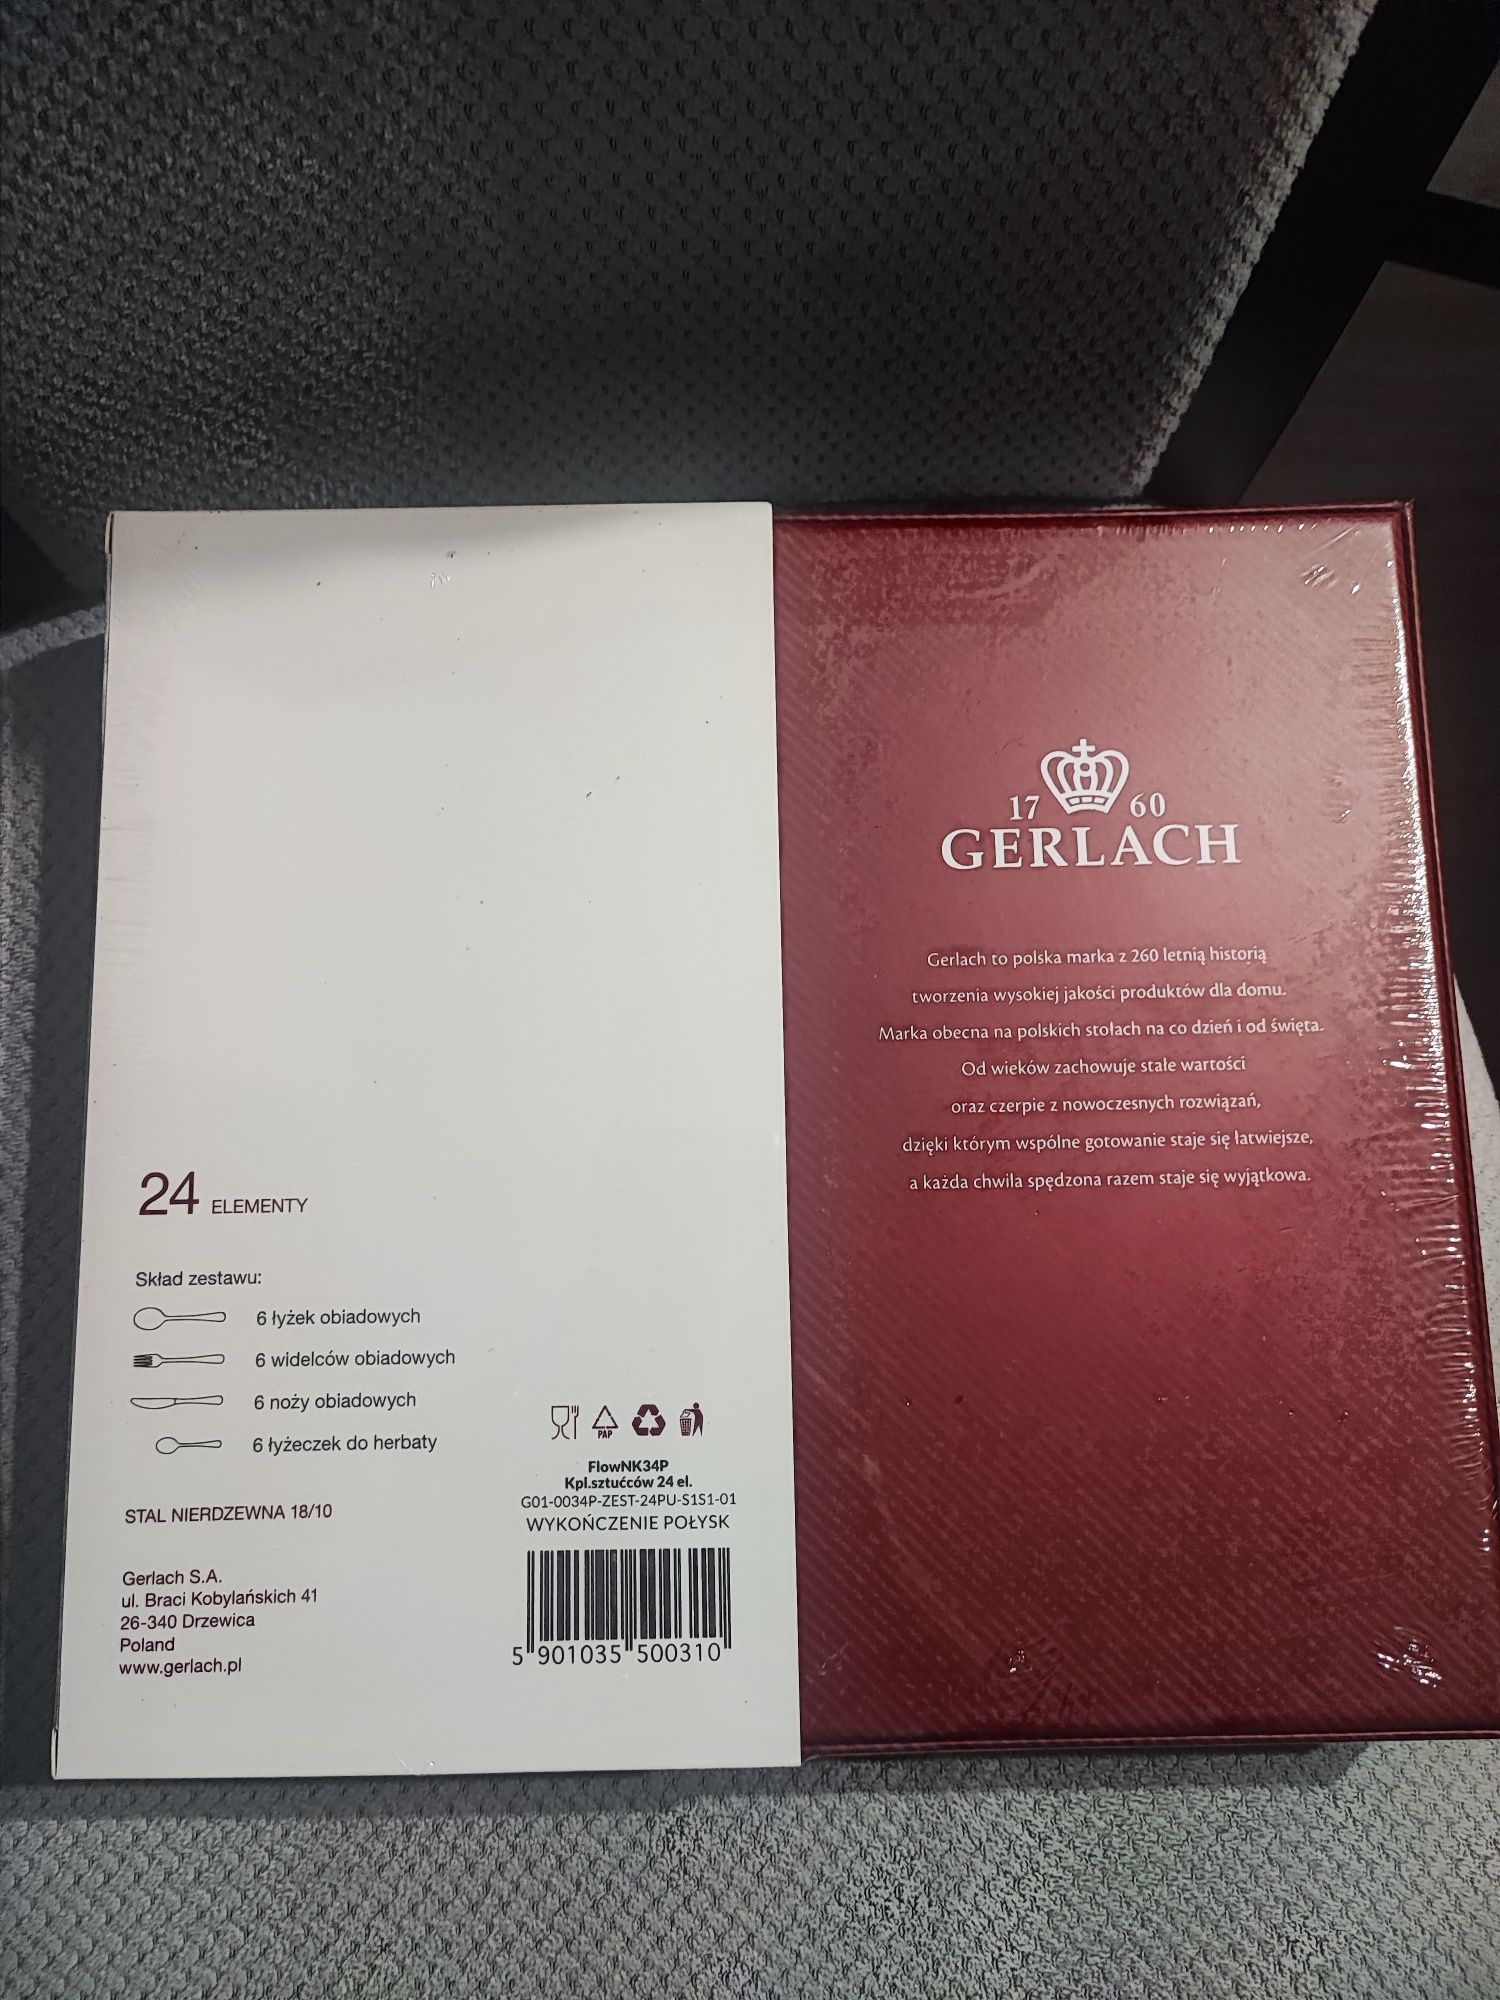 24 ELEMENTY
Skład zestawu:
6 łyżek obiadowych
6 widelców obiadowych
6 noży obiadowych
6 łyżeczek do herbaty
STAL NIERDZEWNA 18/10
Gerlach S.A.
ul. Braci Kobylańskich 41
26-340 Drzewica
Poland
www.gerlach.pl
PAP
FlowNK34P
Kpl.sztućców 24 el.
G01-0034P-ZEST-24PU-S1S1-01
WYKOŃCZENIE POŁYSK
5 901035 500310
17 60
GERLACH
Gerlach to polska marka z 260 letnią historią
tworzenia wysokiej jakości produktów dla domu.
Marka obecna na polskich stołach na co dzień i od święta.
Od wieków zachowuje stałe wartości
oraz czerpie z nowoczesnych rozwiązań,
dzięki którym wspólne gotowanie staje się łatwiejsze,
a każda chwila spędzona razem staje się wyjątkowa.